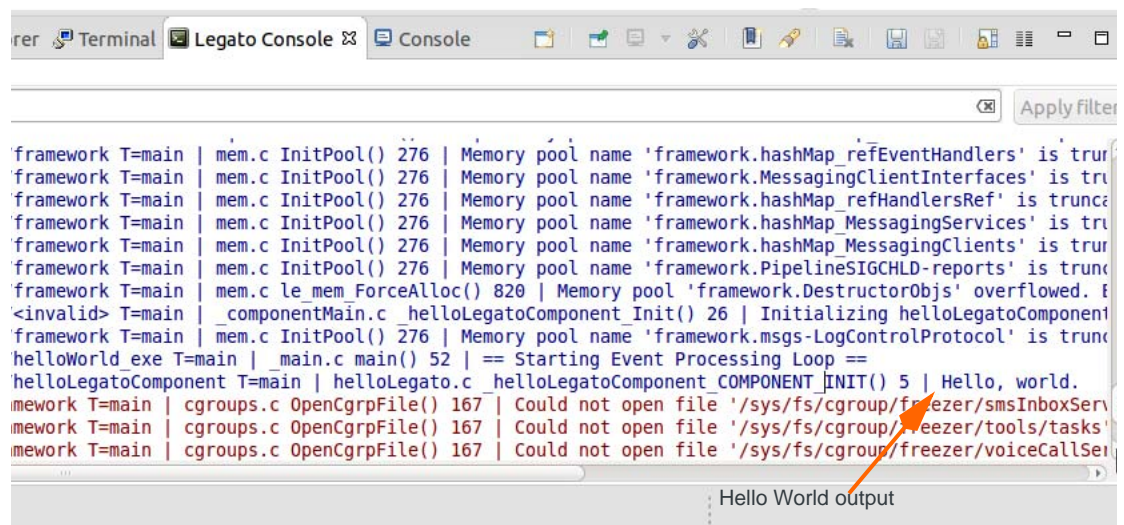 rer Terminal Legato Console Console
Apply filter
'framework T=main | mem.c InitPool() 276 | Memory pool name 'framework.hashMap_refEventHandlers' is trun
'framework T=main | mem.c InitPool() 276 | Memory pool name 'framework.MessagingClientInterfaces' is tru
'framework T=main | mem.c InitPool() 276 | Memory pool name 'framework.hashMap_refHandlersRef' is trunca
'framework T=main | mem.c InitPool() 276 | Memory pool name 'framework.hashMap_MessagingServices' is tru
'framework T=main | mem.c InitPool() 276 | Memory pool name 'framework.hashMap_MessagingClients' is trun
'framework T=main | mem.c InitPool() 276 | Memory pool name 'framework.PipelineSIGCHLD-reports' is trunc
'framework T=main | mem.c le_mem_ForceAlloc() 820 | Memory pool 'framework.DestructorObjs' overflowed. E
'<invalid> T=main | _componentMain.c _helloLegatoComponent_Init() 26 | Initializing helloLegatoComponent
'framework T=main | mem.c InitPool() 276 | Memory pool name 'framework.msgs-LogControlProtocol' is trunc
'helloWorld_exe T=main | _main.c main() 52 | == Starting Event Processing Loop ==
'helloLegatoComponent T=main | helloLegato.c _helloLegatoComponent_COMPONENT_INIT() 5 | Hello, world.
amework T=main | cgroups.c OpenCgrpFile() 167 | Could not open file '/sys/fs/cgroup/freezer/smsInboxServ
amework T=main | cgroups.c OpenCgrpFile() 167 | Could not open file '/sys/fs/cgroup/freezer/tools/tasks'
mework T=main | cgroups.c OpenCgrpFile() 167 | Could not open file '/sys/fs/cgroup/freezer/voiceCallSer
Hello World output